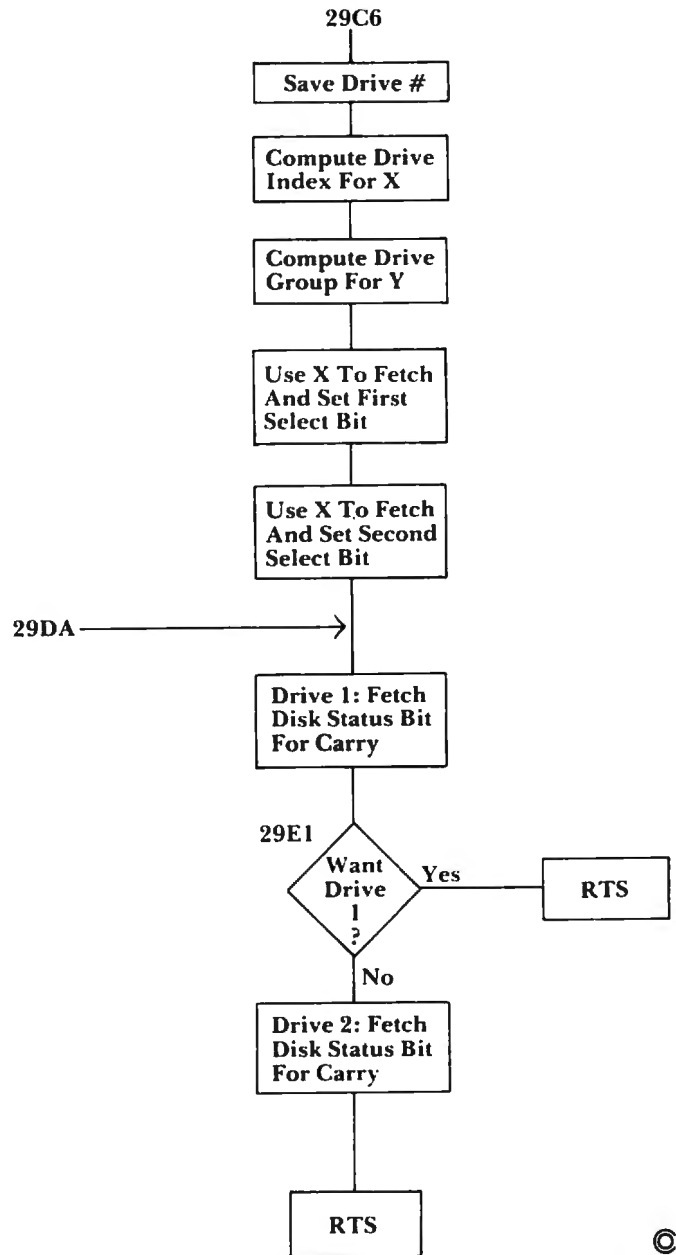 29C6
Save Drive #
Compute Drive
Index For X
Compute Drive
Group For Y
Use X To Fetch
And Set First
Select Bit
Use X To Fetch
And Set Second
Select Bit
29DA
Drive 1: Fetch
Disk Status Bit
For Carry
29E1
Want
Drive
1
?
Yes
RTS
No
Drive 2: Fetch
Disk Status Bit
For Carry
RTS
©